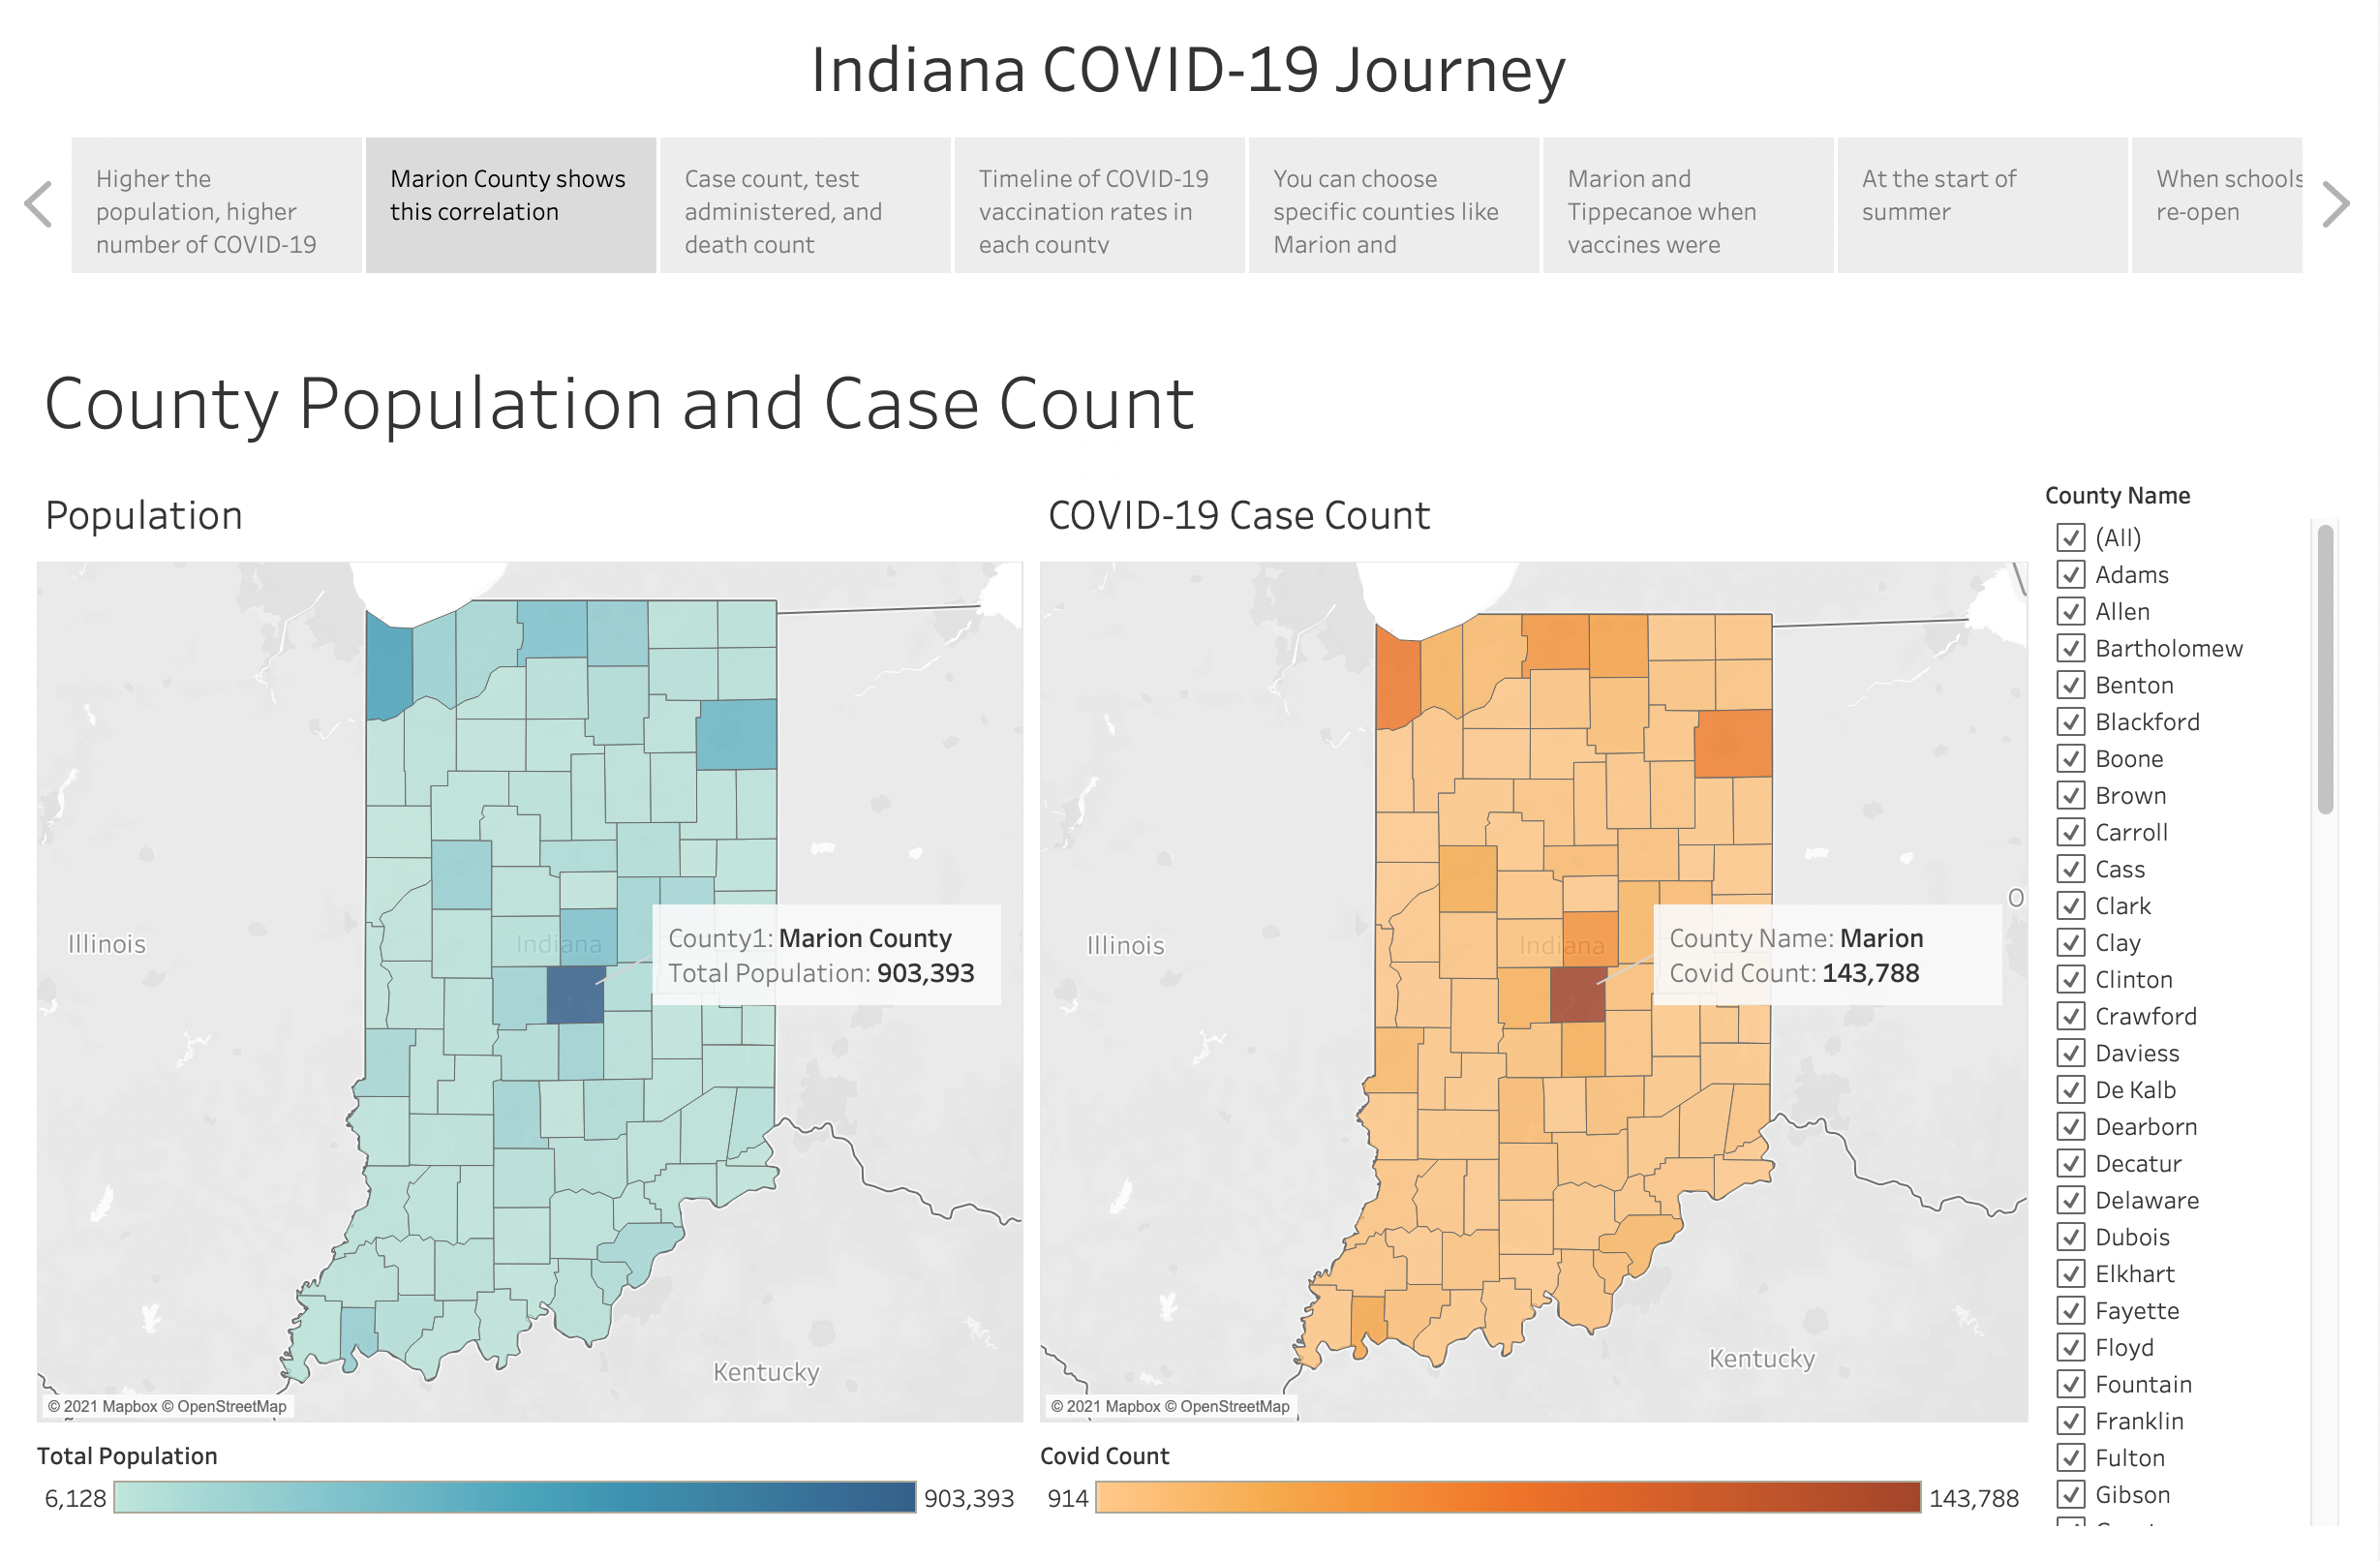 Indiana COVID-19 Journey
Higher the
population, higher
number of COVID-19
Marion County shows
this correlation
Case count, test
administered, and
death count
Timeline of COVID-19
vaccination rates in
each county
You can choose
specific counties like
Marion and
Marion and
Tippecanoe when
vaccines were
At the start of
summer
When schools
re-open
County Population and Case Count
Population
Illinois
Indiana
County1: Marion County
Total Population: 903,393
Kentucky
© 2021 Mapbox © OpenStreetMap
Total Population
6,128
903,393
COVID-19 Case Count
O
Illinois
Indiana
County Name: Marion
Covid Count: 143,788
Kentucky
© 2021 Mapbox © OpenStreetMap
Covid Count
914
143,788
County Name
(All)
Adams
Allen
Bartholomew
Benton
Blackford
Boone
Brown
Carroll
Cass
Clark
Clay
Clinton
Crawford
Daviess
De Kalb
Dearborn
Decatur
Delaware
Dubois
Elkhart
Fayette
Floyd
Fountain
Franklin
Fulton
Gibson